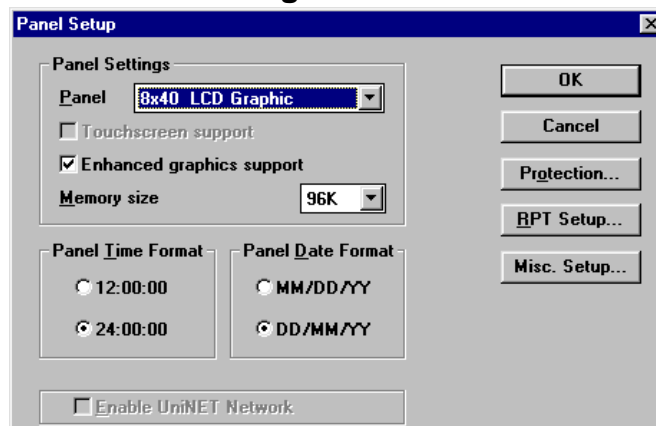 Panel Setup
Panel Settings
Panel 8x40 LCD Graphic
Touchscreen support
Enhanced graphics support
Memory size 96K
OK
Cancel
Protection...
RPT Setup...
Misc. Setup...
Panel Time Format
12:00:00
24:00:00
Panel Date Format
MM/DD/YY
DD/MM/YY
Enable UniNET Network